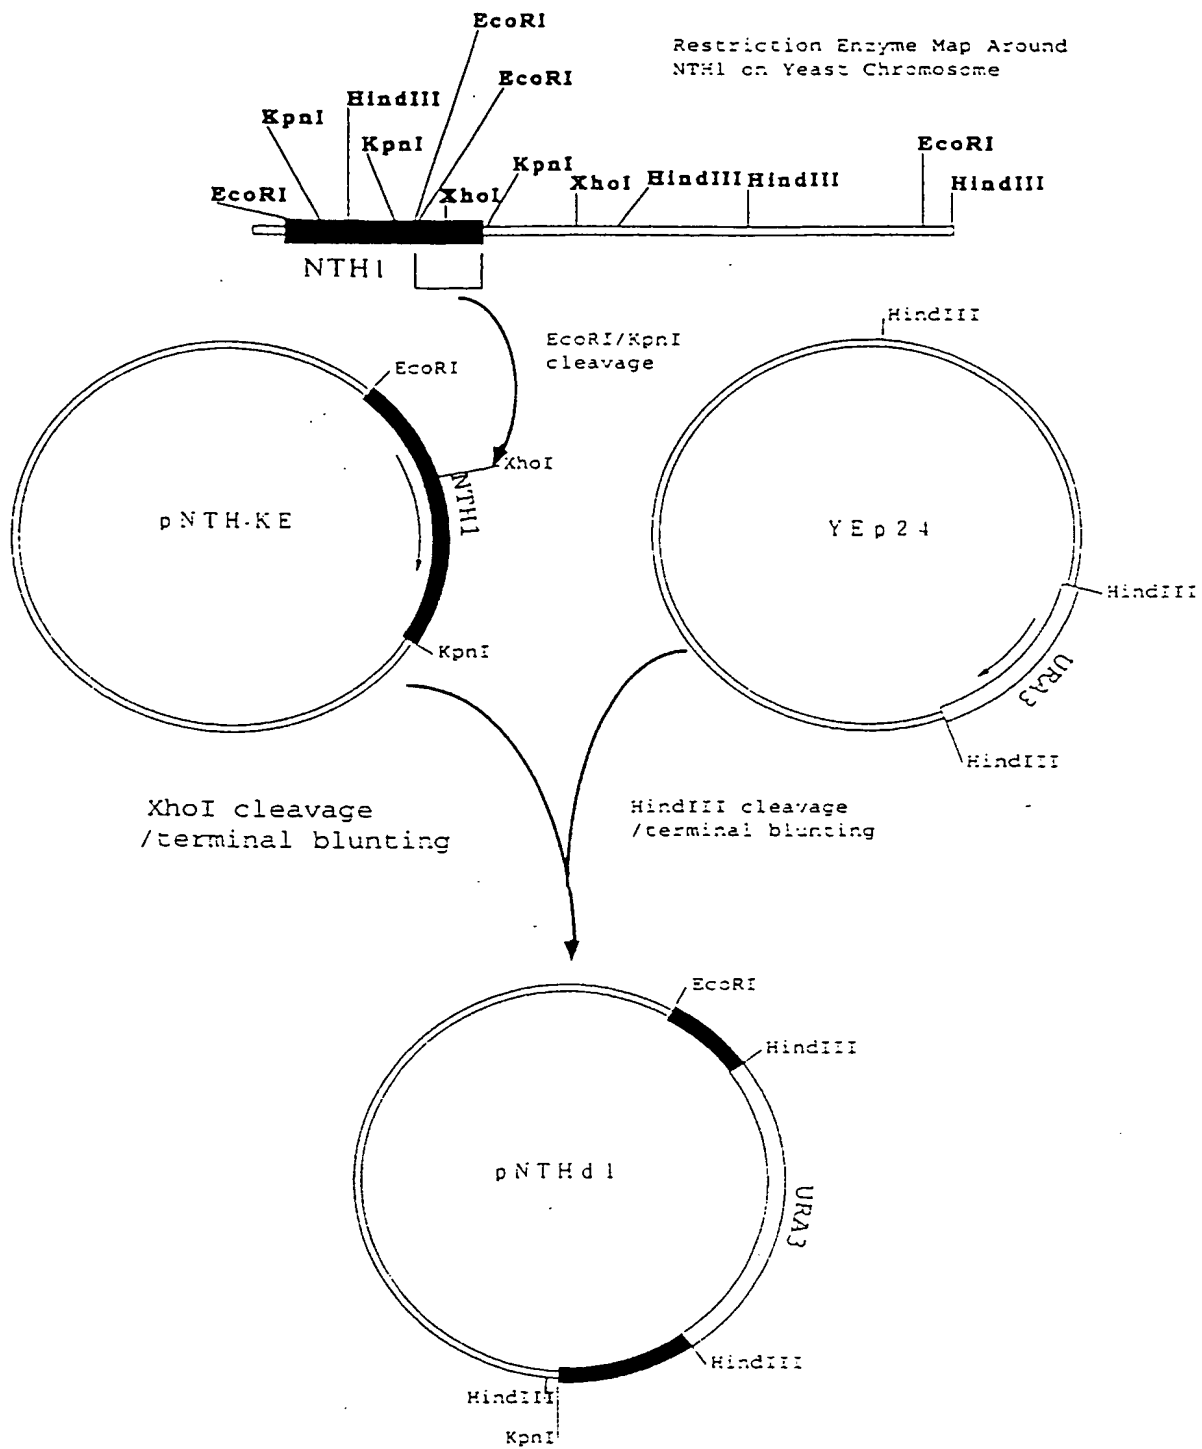 EcoRI
Restriction Enzyme Map Around
NTH1 on Yeast Chromosome
EcoRI
HindIII
KpnI
KpnI
EcoRI
KpnI
XhoI
HindIII
HindIII
HindIII
EcoRI
XhoI
NTH1
HindIII
EcoRI/KpnI
cleavage
EcoRI
XhoI
NTH1
pNTH-KE
YEp24
HindIII
KpnI
URA3
HindIII
XhoI cleavage
/terminal blunting
HindIII cleavage
/terminal blunting
EcoRI
HindIII
pNTHd1
URA3
HindIII
HindIII
KpnI